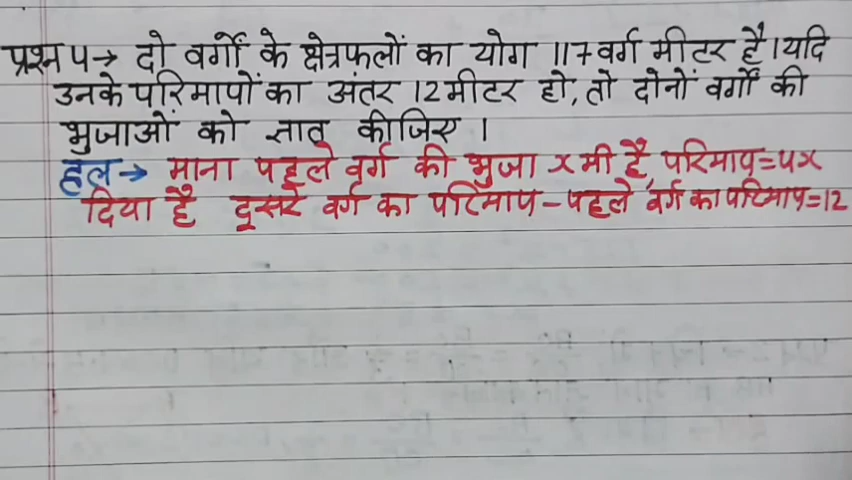 प्रश्न ५→ दो वर्गों के क्षेत्रफलों का योग 117 वर्ग मीटर है। यदि
उनके परिमापों का अंतर 12 मीटर हो, तो दोनों वर्गों की
भुजाओं को ज्ञात कीजिए।
हल→ माना पहले वर्ग की भुजा x मी है, परिमाप=4x
दिया है दूसरे वर्ग का परिमाप - पहले वर्ग का परिमाप=12